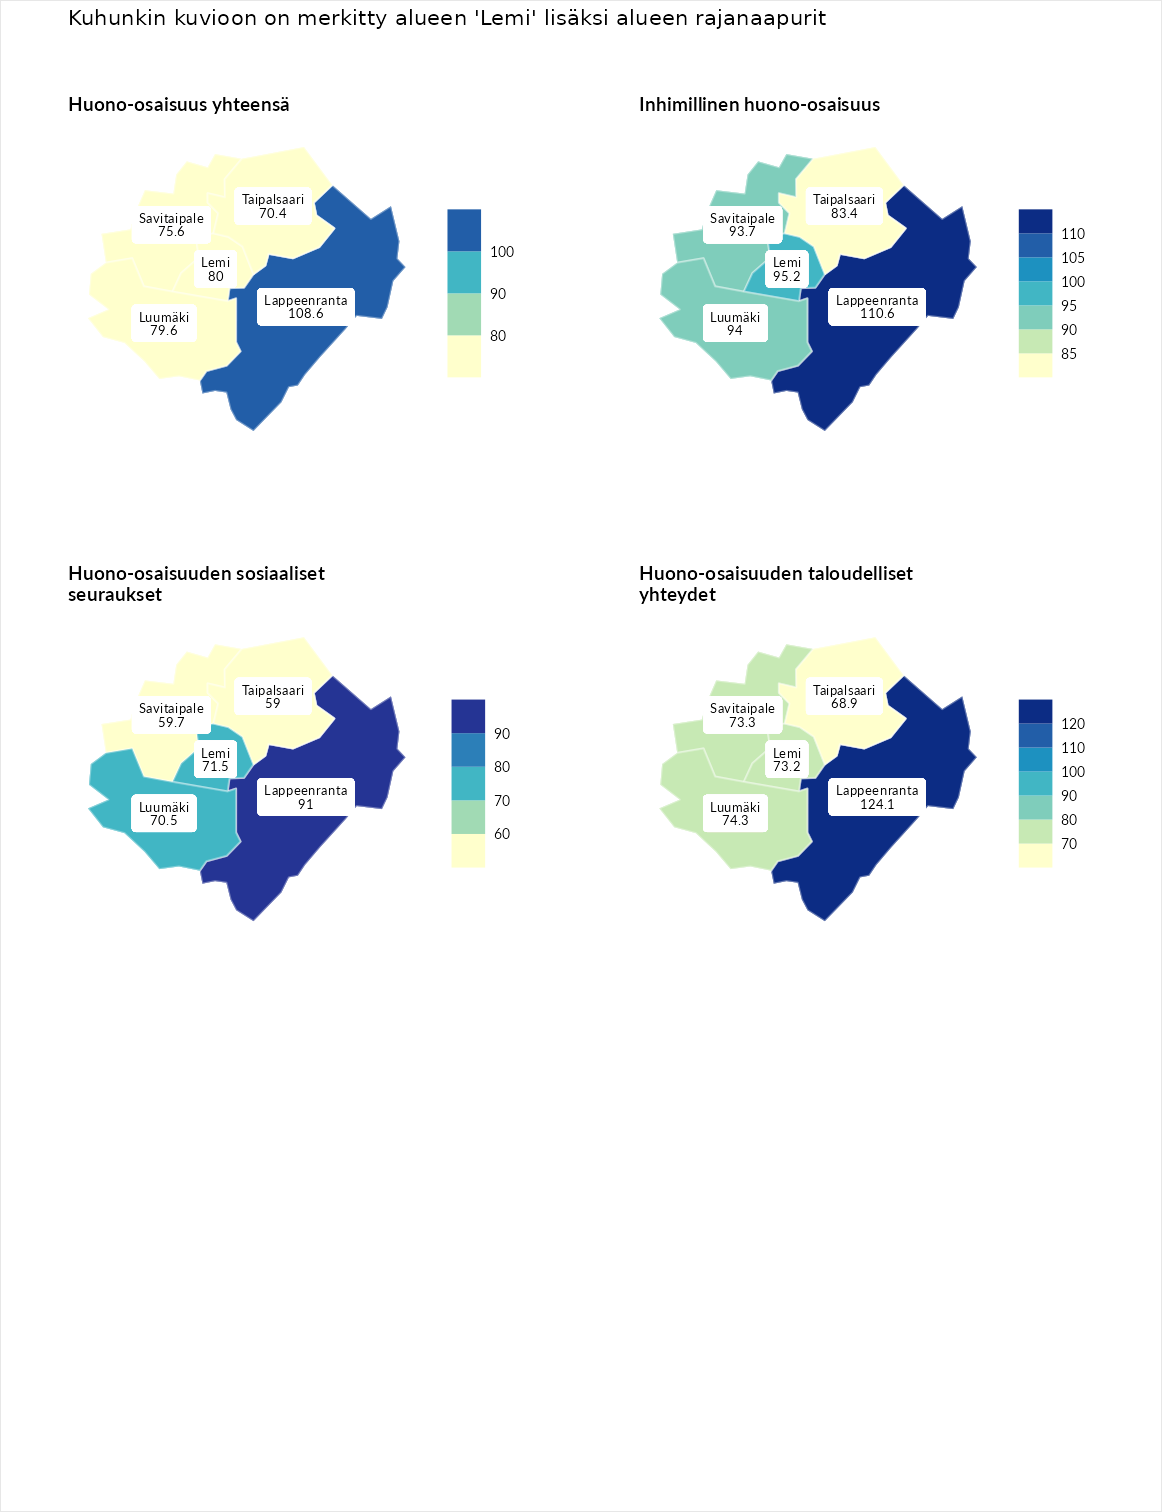 Kuhunkin kuvioon on merkitty alueen 'Lemi' lisäksi alueen rajanaapurit
Huono-osaisuus yhteensä
Taipalsaari
70.4
Savitaipale
75.6
Lemi
80
Lappeenranta
108.6
Luumäki
79.6
100
90
80
Inhimillinen huono-osaisuus
Taipalsaari
83.4
Savitaipale
93.7
Lemi
95.2
Lappeenranta
110.6
Luumäki
94
110
105
100
95
90
85
Huono-osaisuuden sosiaaliset
seuraukset
Taipalsaari
59
Savitaipale
59.7
Lemi
71.5
Lappeenranta
91
Luumäki
70.5
90
80
70
60
Huono-osaisuuden taloudelliset
yhteydet
Taipalsaari
68.9
Savitaipale
73.3
Lemi
73.2
Lappeenranta
124.1
Luumäki
74.3
120
110
100
90
80
70